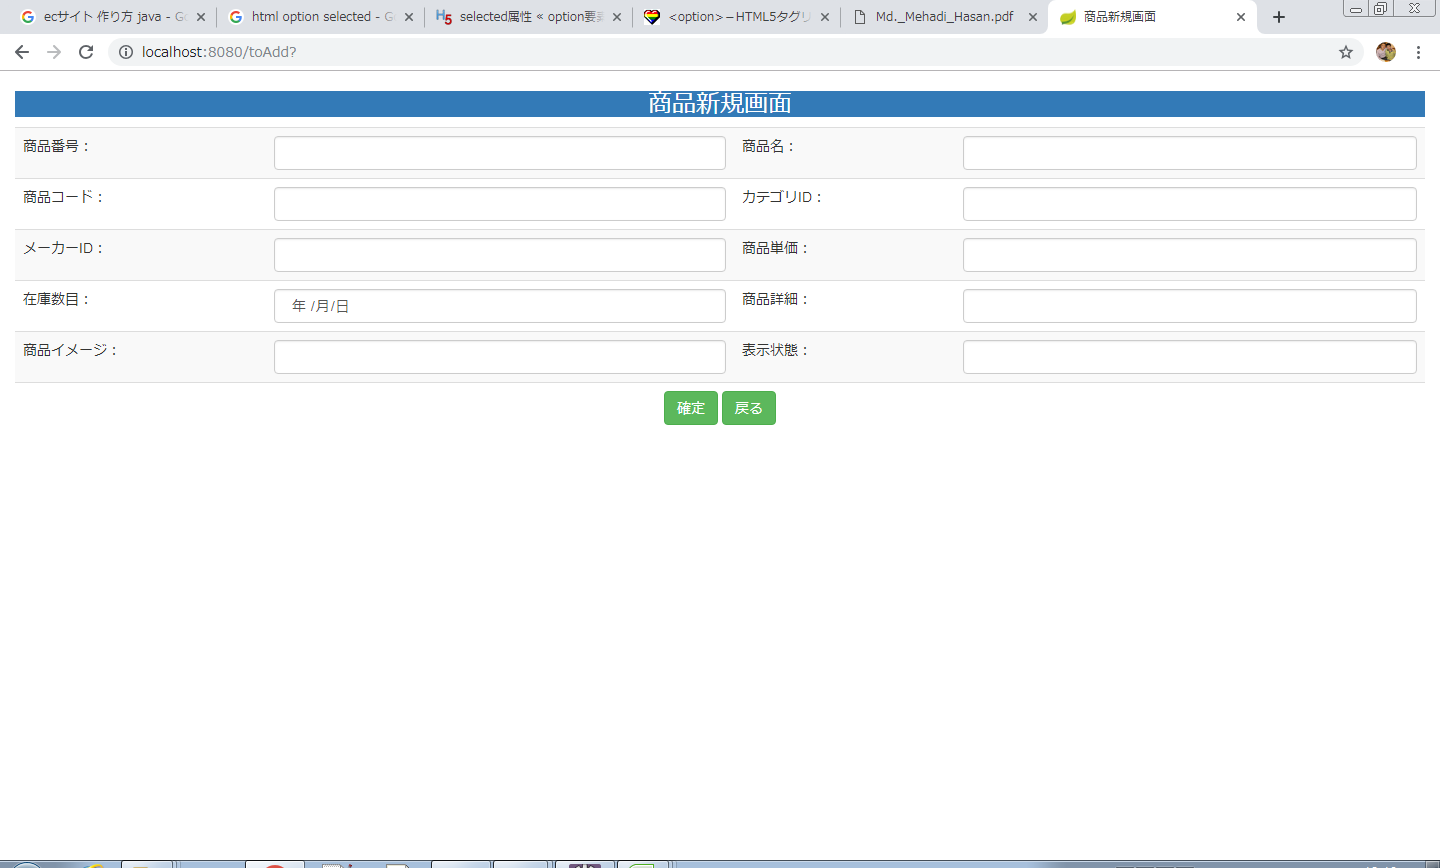 ecサイト 作り方 java - Go
html option selected - Go
selected属性 « option要素
<option>−HTML5タグリ
Md._Mehadi_Hasan.pdf
商品新規画面
localhost:8080/toAdd?
商品新規画面
商品番号：
商品名：
商品コード：
カテゴリID：
メーカーID：
商品単価：
在庫数目：
年 /月/日
商品詳細：
商品イメージ：
表示状態：
確定
戻る